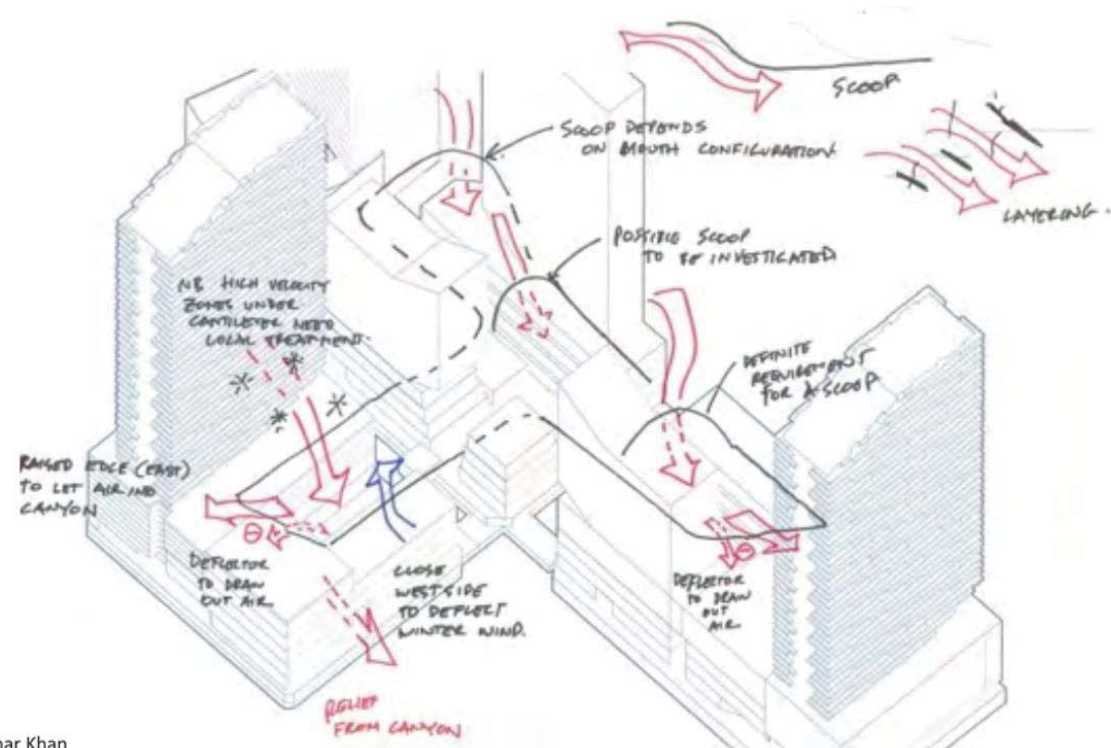 SCOOP
SCOOP DEPENDS
ON MOUTH CONFIGURATION
LAYERING.
POSSIBLE SCOOP
TO BE INVESTIGATED
NB HIGH VELOCITY
ZONES UNDER
CANTILEVER NEED
LOCAL TREATMENT.
DEFINITE
REQUIREMENT
FOR A SCOOP
RAISED EDGE (EAST)
TO LET AIR INTO
CANYON
DEFLECTOR
TO DRAW
OUT AIR.
CLOSE
WEST SIDE
TO DEFLECT
WINTER WIND.
DEFLECTOR
TO DRAW
OUT
AIR
RELIEF
FROM CANYON
Khan